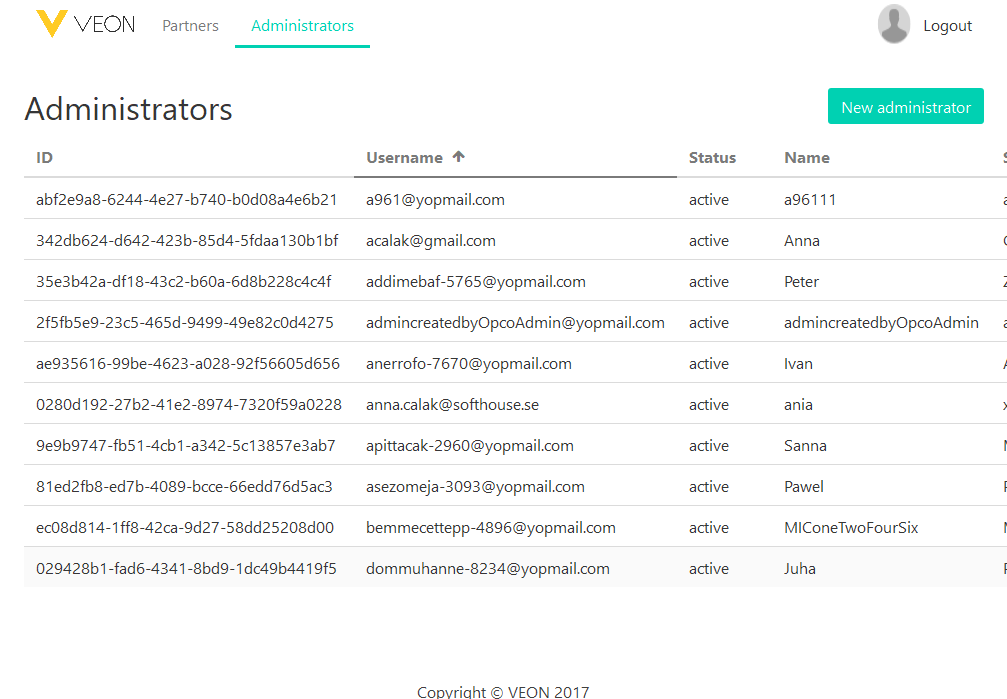 VEON Partners Administrators Logout
Administrators New administrator
ID Username Status Name
abf2e9a8-6244-4e27-b740-b0d08a4e6b21 a961@yopmail.com active a96111
342db624-d642-423b-85d4-5fdaa130b1bf acalak@gmail.com active Anna
35e3b42a-df18-43c2-b60a-6d8b228c4c4f addimebaf-5765@yopmail.com active Peter
2f5fb5e9-23c5-465d-9499-49e82c0d4275 admincreatedbyOpcoAdmin@yopmail.com active admincreatedbyOpcoAdmin
ae935616-99be-4623-a028-92f56605d656 anerrofo-7670@yopmail.com active Ivan
0280d192-27b2-41e2-8974-7320f59a0228 anna.calak@softhouse.se active ania
9e9b9747-fb51-4cb1-a342-5c13857e3ab7 apittacak-2960@yopmail.com active Sanna
81ed2fb8-ed7b-4089-bcce-66edd76d5ac3 asezomeja-3093@yopmail.com active Pawel
ec08d814-1ff8-42ca-9d27-58dd25208d00 bemmecettepp-4896@yopmail.com active MIConeTwoFourSix
029428b1-fad6-4341-8bd9-1dc49b4419f5 dommuhanne-8234@yopmail.com active Juha
Copyright © VEON 2017